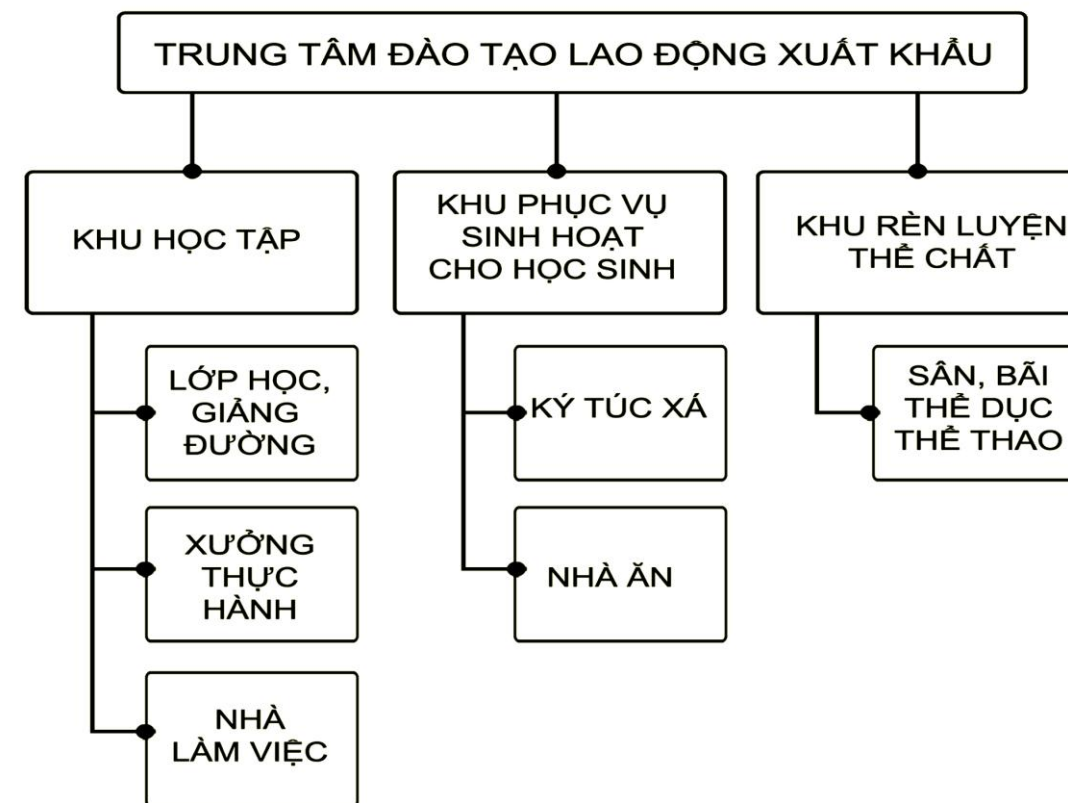 TRUNG TÂM ĐÀO TẠO LAO ĐỘNG XUẤT KHẨU
KHU HỌC TẬP
LỚP HỌC,
GIẢNG
ĐƯỜNG
XƯỞNG
THỰC
HÀNH
NHÀ
LÀM VIỆC
KHU PHỤC VỤ
SINH HOẠT
CHO HỌC SINH
KÝ TÚC XÁ
NHÀ ĂN
KHU RÈN LUYỆN
THỂ CHẤT
SÂN, BÃI
THỂ DỤC
THỂ THAO